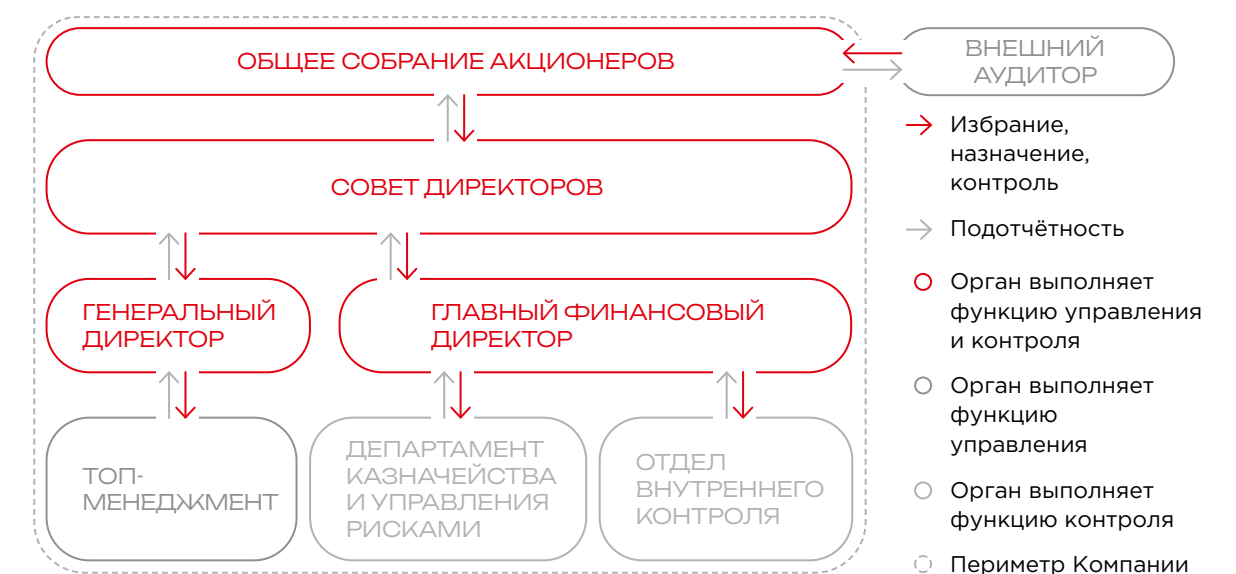 ОБЩЕЕ СОБРАНИЕ АКЦИОНЕРОВ
ВНЕШНИЙ
АУДИТОР
СОВЕТ ДИРЕКТОРОВ
ГЕНЕРАЛЬНЫЙ
ДИРЕКТОР
ГЛАВНЫЙ ФИНАНСОВЫЙ
ДИРЕКТОР
ТОП-
МЕНЕДЖМЕНТ
ДЕПАРТАМЕНТ
КАЗНАЧЕЙСТВА
И УПРАВЛЕНИЯ
РИСКАМИ
ОТДЕЛ
ВНУТРЕННЕГО
КОНТРОЛЯ
Избрание,
назначение,
контроль
Подотчётность
Орган выполняет
функцию управления
и контроля
Орган выполняет
функцию
управления
Орган выполняет
функцию контроля
Периметр Компании